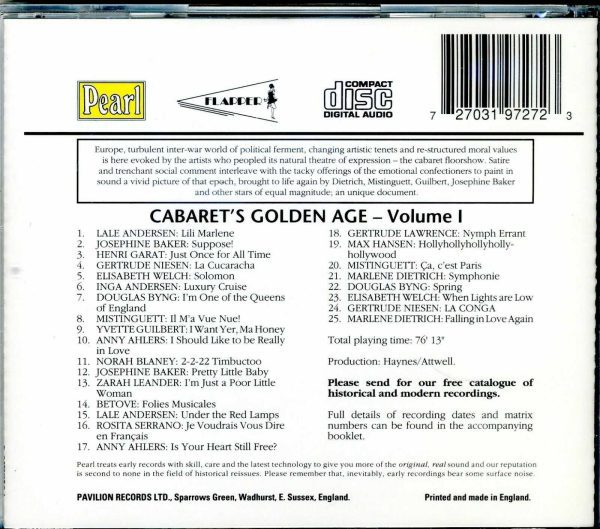 Pearl
FLAPPER
COMPACT
disc
DIGITAL AUDIO
7 27031 97272 3
Europe, turbulent inter-war world of political ferment, changing artistic tenets and re-structured moral values
is here evoked by the artists who peopled its natural theatre of expression – the cabaret floorshow. Satire
and trenchant social comment interleave with the tacky offerings of the emotional confectioners to paint in
sound a vivid picture of that epoch, brought to life again by Dietrich, Mistinguett, Guilbert, Josephine Baker
and other stars of equal magnitude; an unique document.
CABARET'S GOLDEN AGE – Volume I
1. LALE ANDERSEN: Lili Marlene
2. JOSEPHINE BAKER: Suppose!
3. HENRI GARAT: Just Once for All Time
4. GERTRUDE NIESEN: La Cucaracha
5. ELISABETH WELCH: Solomon
6. INGA ANDERSEN: Luxury Cruise
7. DOUGLAS BYNG: I'm One of the Queens
of England
8. MISTINGUETT: Il M'a Vue Nue!
9. YVETTE GUILBERT: I Want Yer, Ma Honey
10. ANNY AHLERS: I Should Like to be Really
in Love
11. NORAH BLANEY: 2-2-22 Timbuctoo
12. JOSEPHINE BAKER: Pretty Little Baby
13. ZARAH LEANDER: I'm Just a Poor Little
Woman
14. BETOVE: Folies Musicales
15. LALE ANDERSEN: Under the Red Lamps
16. ROSITA SERRANO: Je Voudrais Vous Dire
en Français
17. ANNY AHLERS: Is Your Heart Still Free?
18. GERTRUDE LAWRENCE: Nymph Errant
19. MAX HANSEN: Hollyhollyhollyholly-
hollywood
20. MISTINGUETT: Ça, c'est Paris
21. MARLENE DIETRICH: Symphonie
22. DOUGLAS BYNG: Spring
23. ELISABETH WELCH: When Lights are Low
24. GERTRUDE NIESEN: LA CONGA
25. MARLENE DIETRICH: Falling in Love Again
Total playing time: 76' 13"
Production: Haynes/Attwell.
Please send for our free catalogue of
historical and modern recordings.
Full details of recording dates and matrix
numbers can be found in the accompanying
booklet.
Pearl treats early records with skill, care and the latest technology to give you more of the original, real sound and our reputation
is second to none in the field of historical reissues. Please remember that, inevitably, early recordings bear some surface noise.
PAVILION RECORDS LTD., Sparrows Green, Wadhurst, E. Sussex, England.
Printed and made in England.